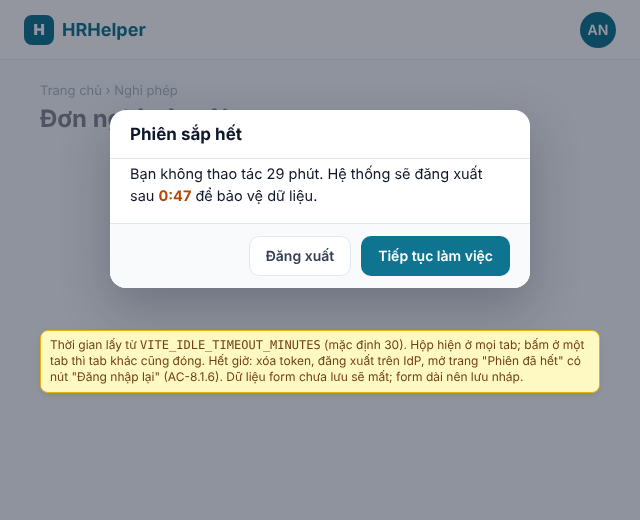 H HRHelper
AN
Trang chủ › Nghỉ phép
Phiên sắp hết
Bạn không thao tác 29 phút. Hệ thống sẽ đăng xuất
sau 0:47 để bảo vệ dữ liệu.
Đăng xuất
Tiếp tục làm việc
Thời gian lấy từ VITE_IDLE_TIMEOUT_MINUTES (mặc định 30). Hộp hiện ở mọi tab; bấm ở một
tab thì tab khác cũng đóng. Hết giờ: xóa token, đăng xuất trên IdP, mở trang "Phiên đã hết" có
nút "Đăng nhập lại" (AC-8.1.6). Dữ liệu form chưa lưu sẽ mất; form dài nên lưu nháp.